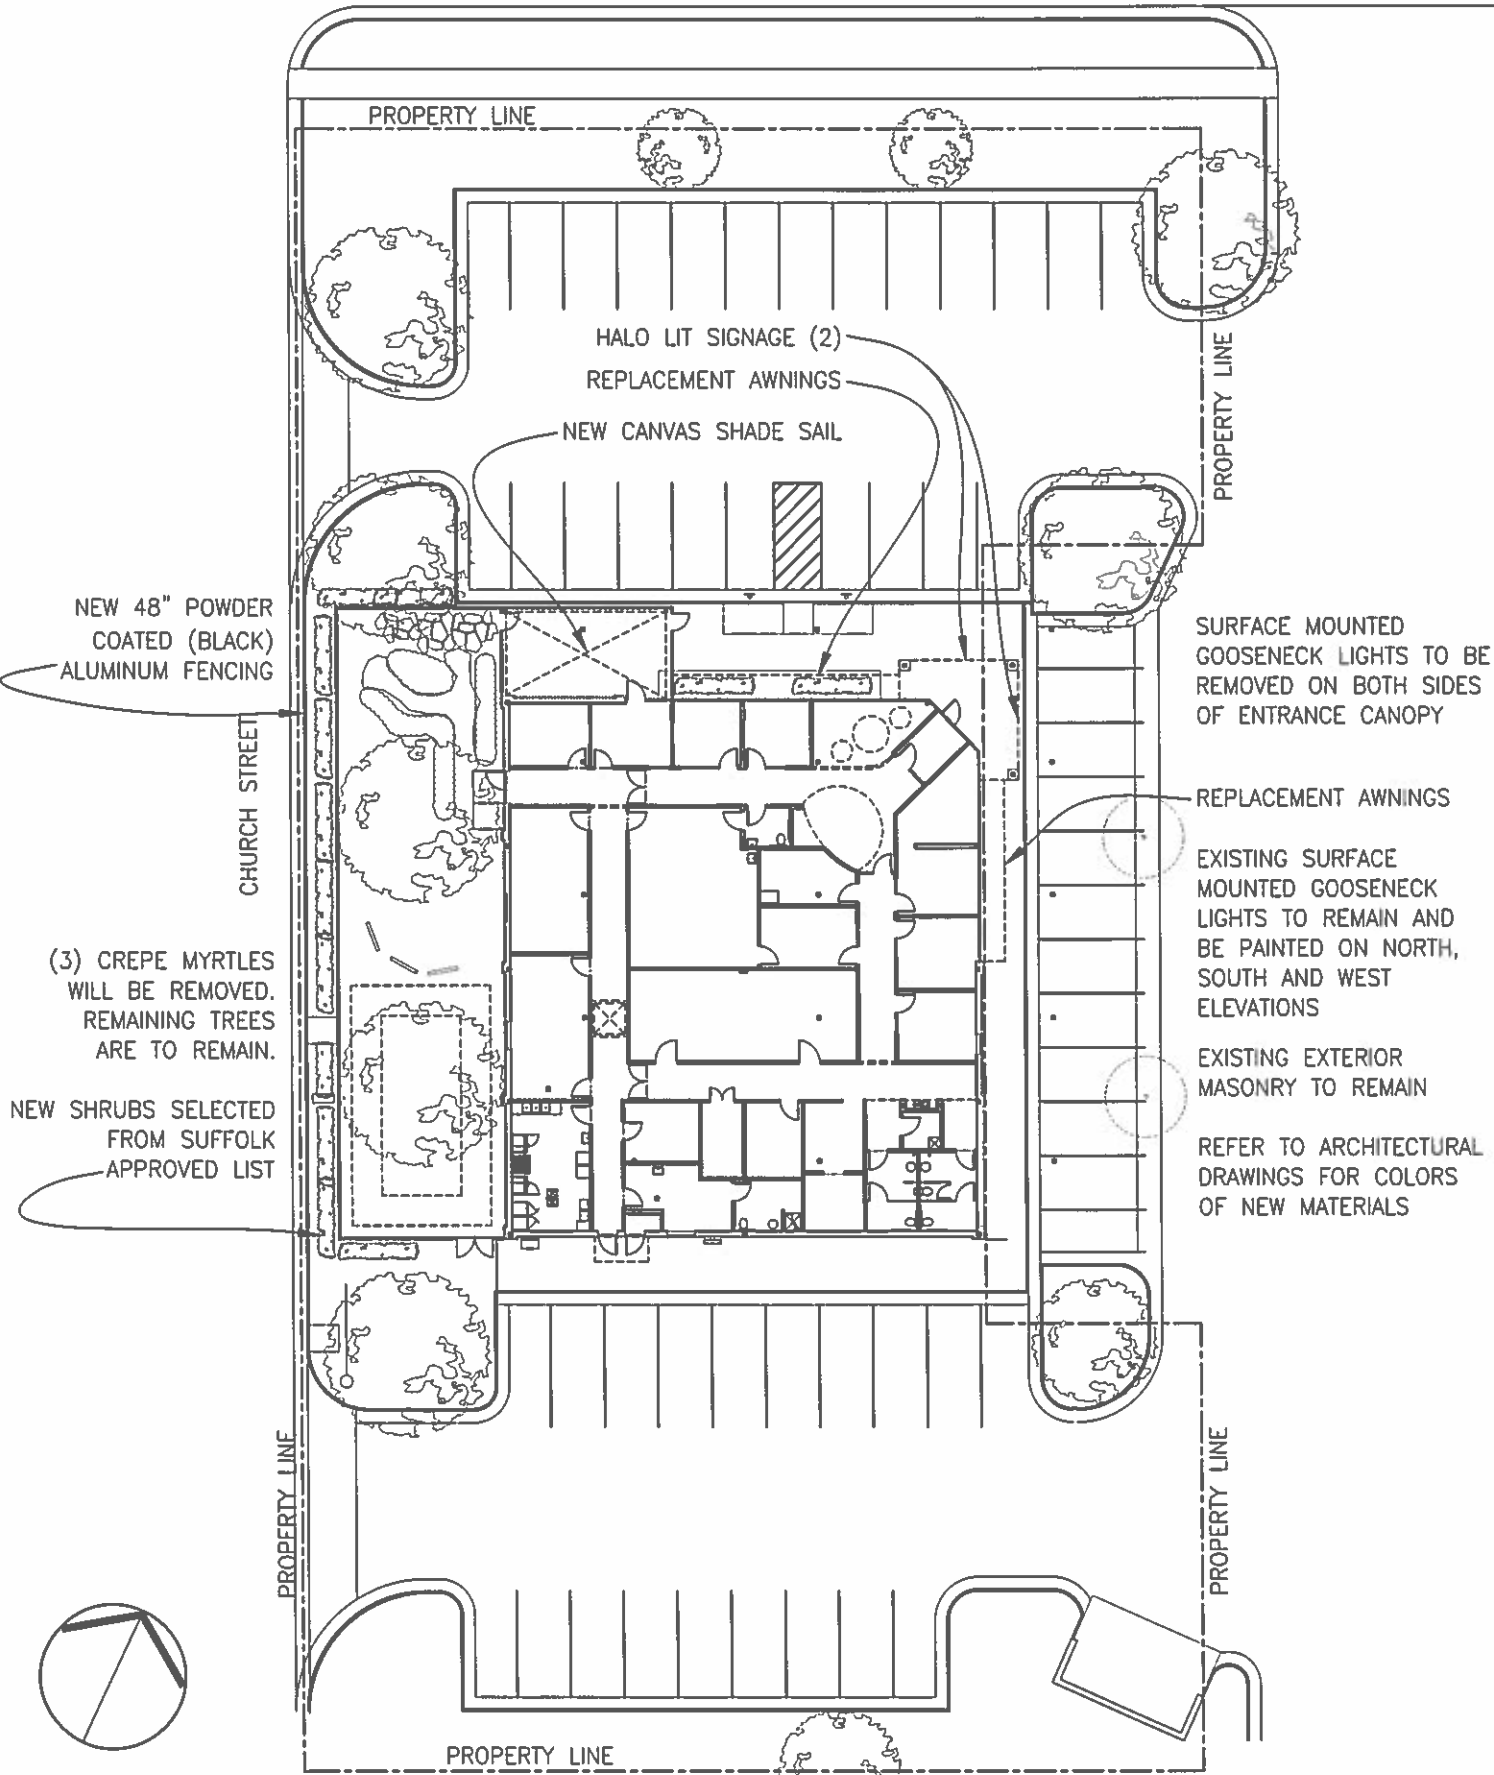 PROPERTY LINE
HALO LIT SIGNAGE (2)
REPLACEMENT AWNINGS
NEW CANVAS SHADE SAIL
PROPERTY LINE
NEW 48" POWDER
COATED (BLACK)
ALUMINUM FENCING
CHURCH STREET
(3) CREPE MYRTLES
WILL BE REMOVED.
REMAINING TREES
ARE TO REMAIN.
NEW SHRUBS SELECTED
FROM SUFFOLK
APPROVED LIST
SURFACE MOUNTED
GOOSENECK LIGHTS TO BE
REMOVED ON BOTH SIDES
OF ENTRANCE CANOPY
REPLACEMENT AWNINGS
EXISTING SURFACE
MOUNTED GOOSENECK
LIGHTS TO REMAIN AND
BE PAINTED ON NORTH,
SOUTH AND WEST
ELEVATIONS
EXISTING EXTERIOR
MASONRY TO REMAIN
REFER TO ARCHITECTURAL
DRAWINGS FOR COLORS
OF NEW MATERIALS
PROPERTY LINE
PROPERTY LINE
PROPERTY LINE